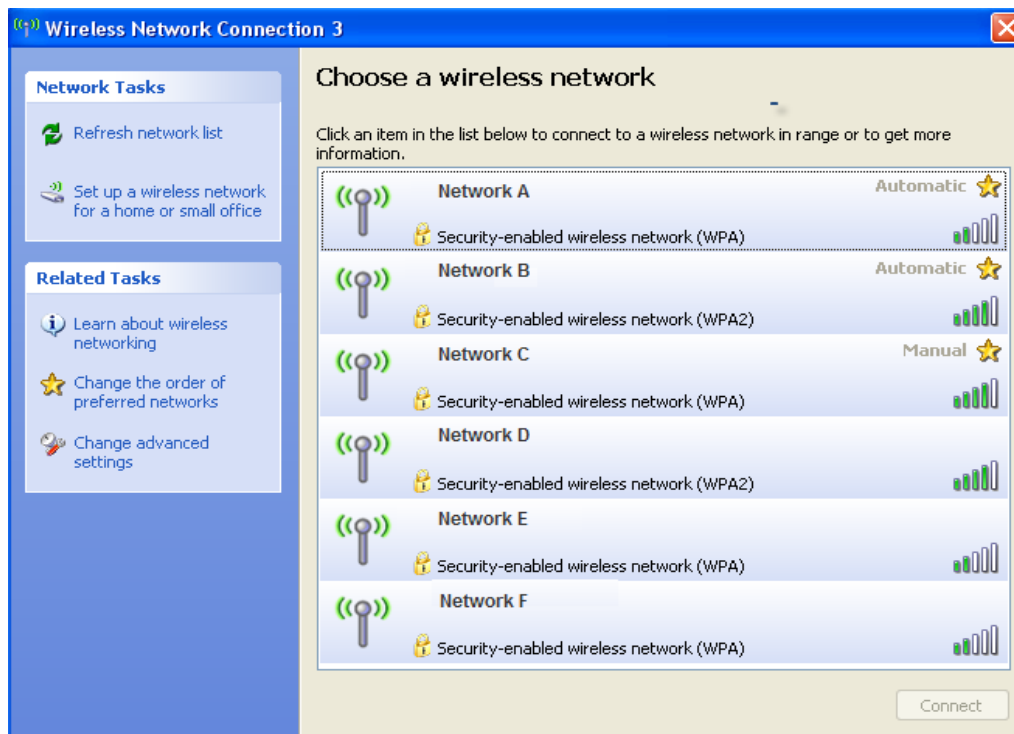 Wireless Network Connection 3
Network Tasks
Refresh network list
Set up a wireless network
for a home or small office
Related Tasks
Learn about wireless
networking
Change the order of
preferred networks
Change advanced
settings
Choose a wireless network
Click an item in the list below to connect to a wireless network in range or to get more
information.
Network A
Automatic
Security-enabled wireless network (WPA)
Network B
Automatic
Security-enabled wireless network (WPA2)
Network C
Manual
Security-enabled wireless network (WPA)
Network D
Security-enabled wireless network (WPA2)
Network E
Security-enabled wireless network (WPA)
Network F
Security-enabled wireless network (WPA)
Connect